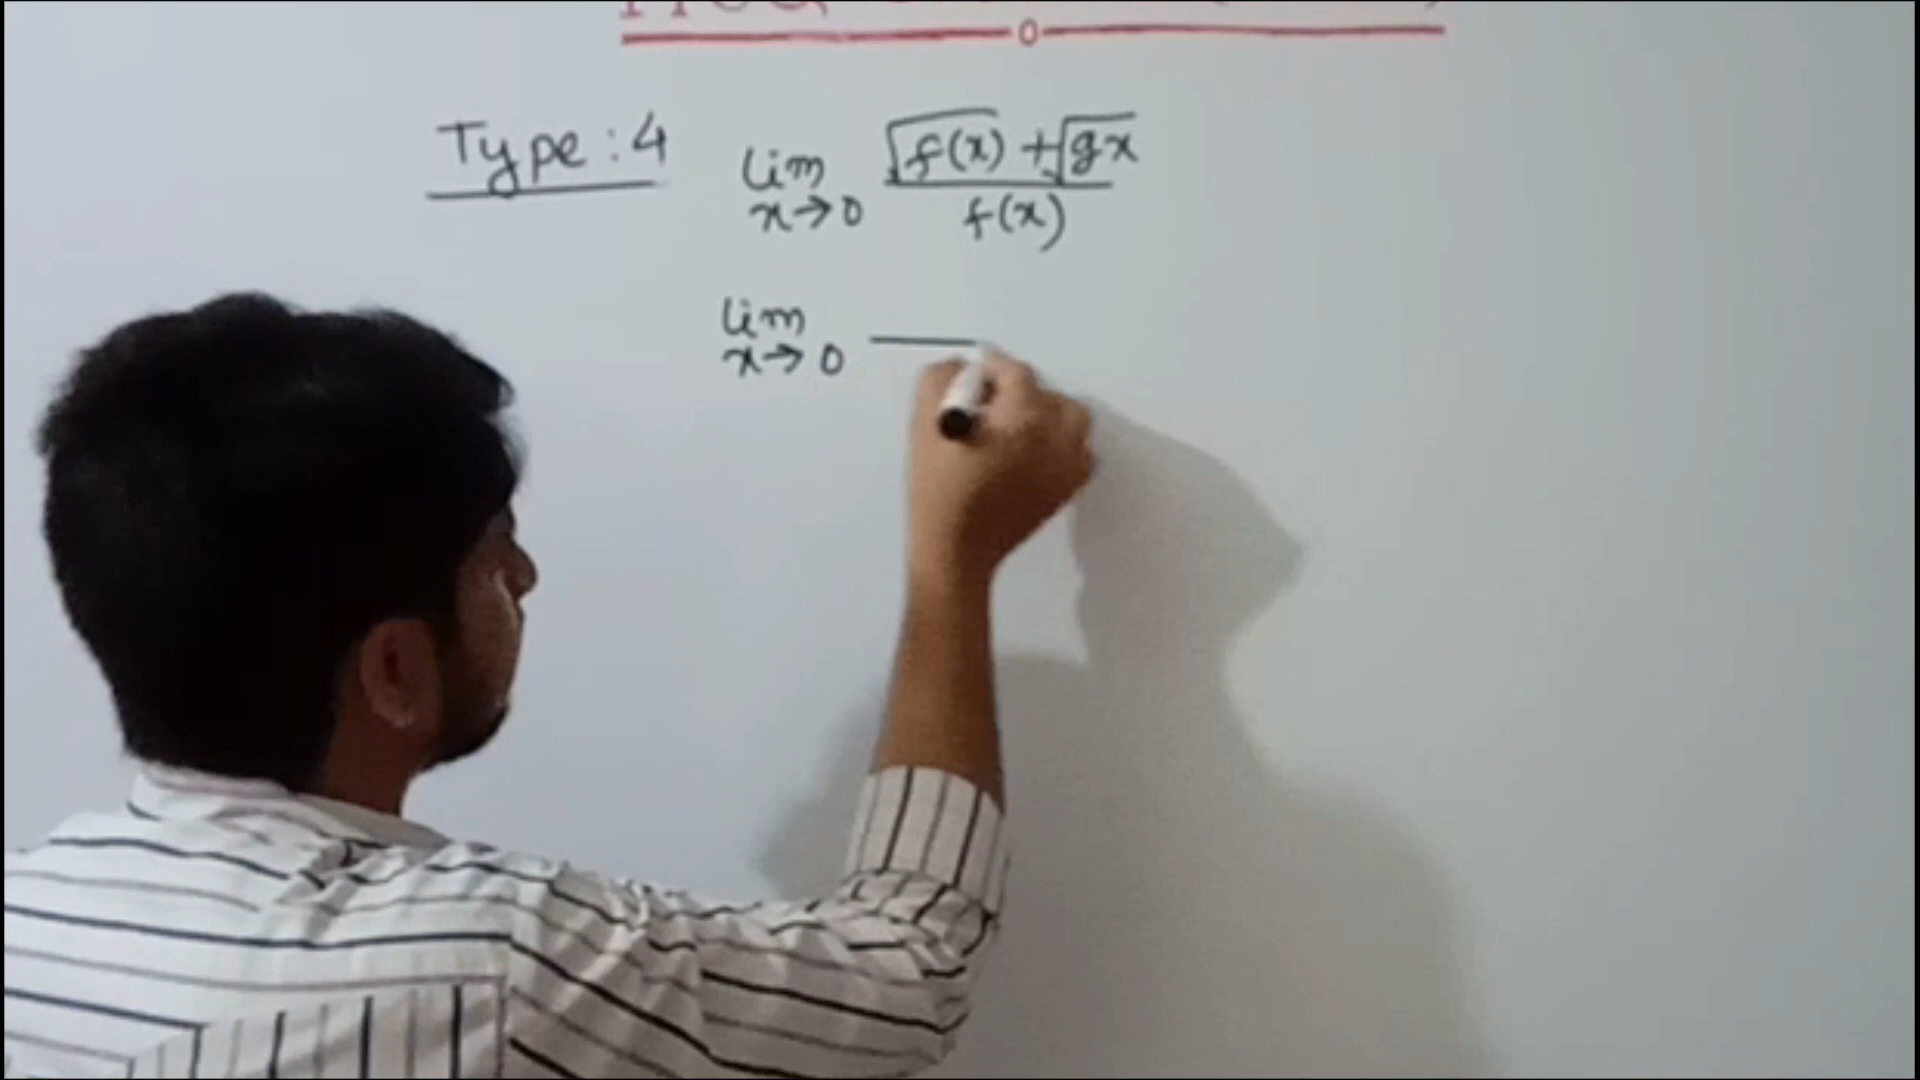 Type : 4 lim x→0 √f(x) + √gx / f(x)
lim x→0